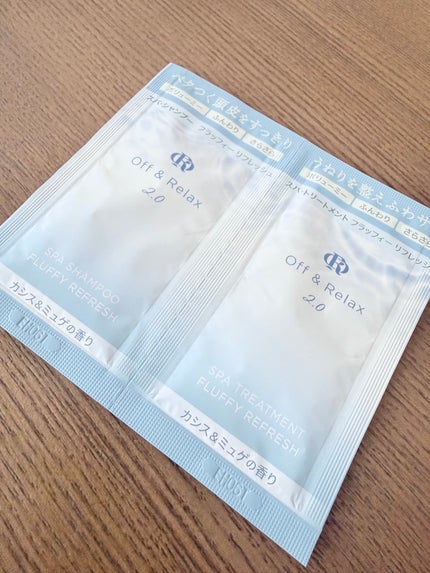 ベタつく頭皮をすっきり
ボリューミー ふんわり さらさら
スパ シャンプー フラッフィー リフレッシュ
Off & Relax
2.0
SPA SHAMPOO
FLUFFY REFRESH
カシス&ミュゲの香り
うねりを整えふわサ
ボリューミー ふんわり さらさら
スパ トリートメント フラッフィー リフレッシ
Off & Relax
2.0
SPA TREATMENT
FLUFFY REFRESH
カシス&ミュゲの香り